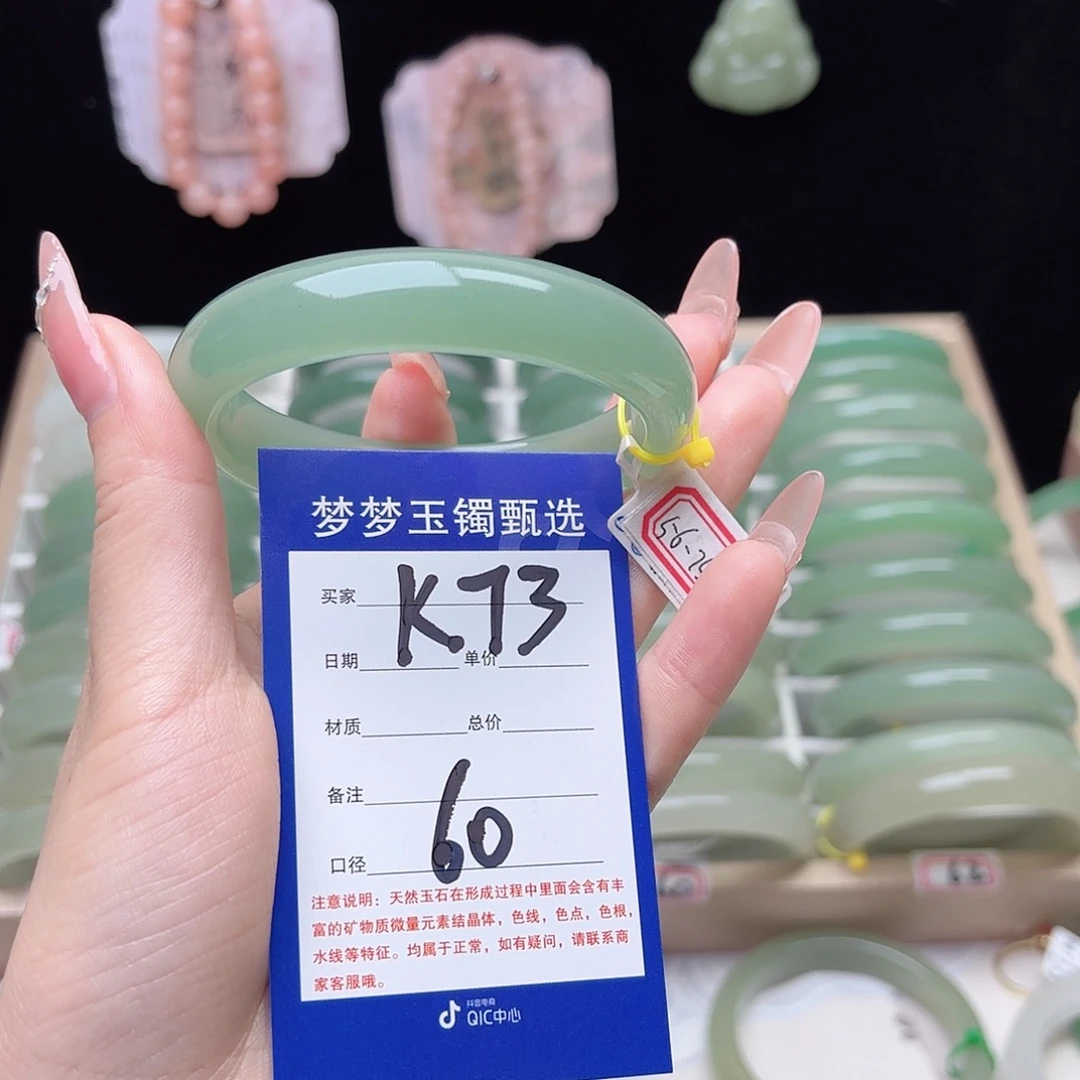 梦梦玉镯甄选
买家 K73
日期 单价
材质 总价
备注
口径 60
注意说明：天然玉石在形成过程中里面会含有丰
富的矿物质微量元素结晶体，色线，色点，色根，
水线等特征。均属于正常，如有疑问，请联系商
家客服哦。
抖音电商
QIC中心